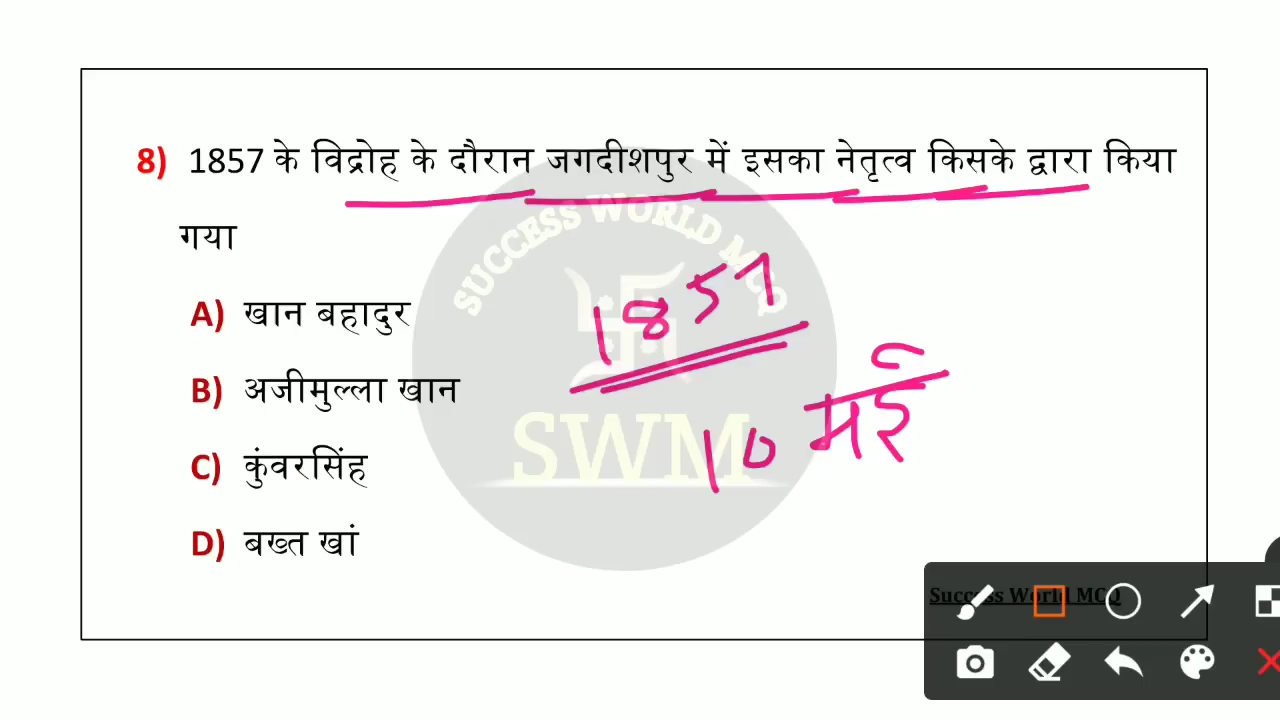 8) 1857 के विद्रोह के दौरान जगदीशपुर में इसका नेतृत्व किसके द्वारा किया
गया
SUCCESS WORLD MCQ
1857
A) खान बहादुर
10 मई
B) अजीमुल्ला खान
SWM
C) कुंवरसिंह
D) बख्त खां
Success World MCQ